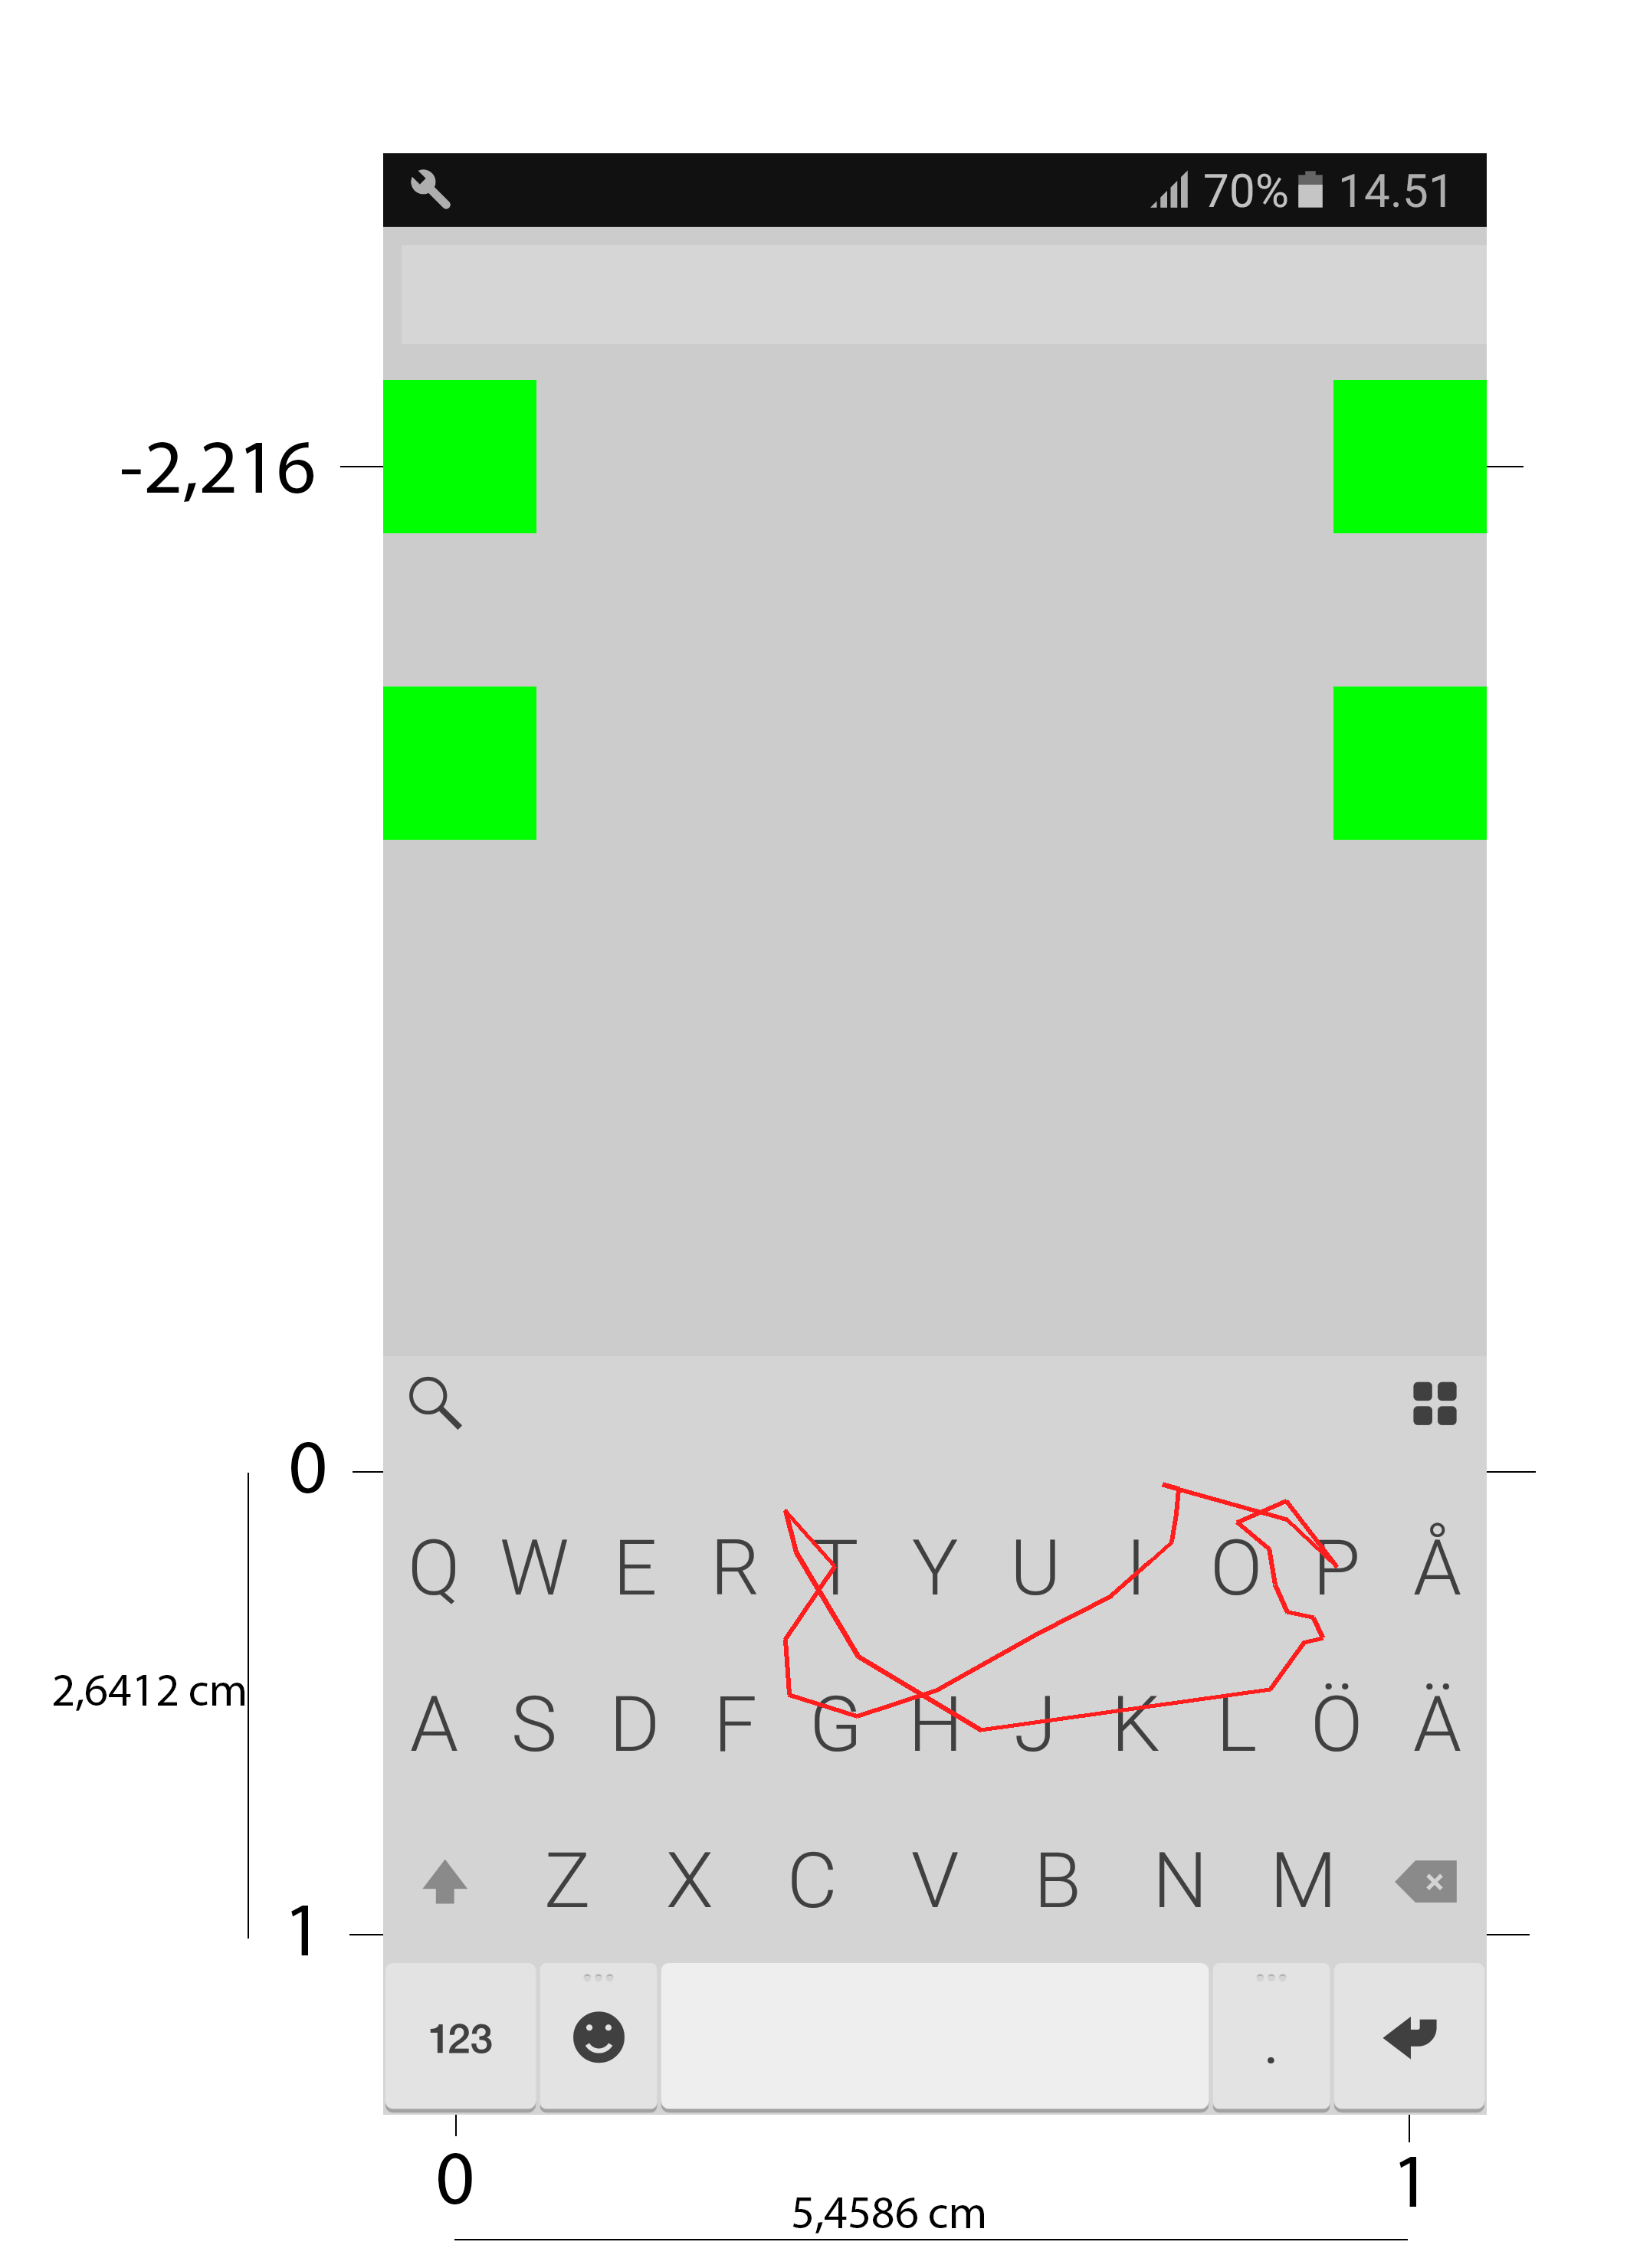 70% 14.51
-2,216
0
Q W E R T Y U I O P Å
2,6412 cm
A S D F G H J K L Ö Ä
Z X C V B N M
1
123 .
0 1
5,4586 cm